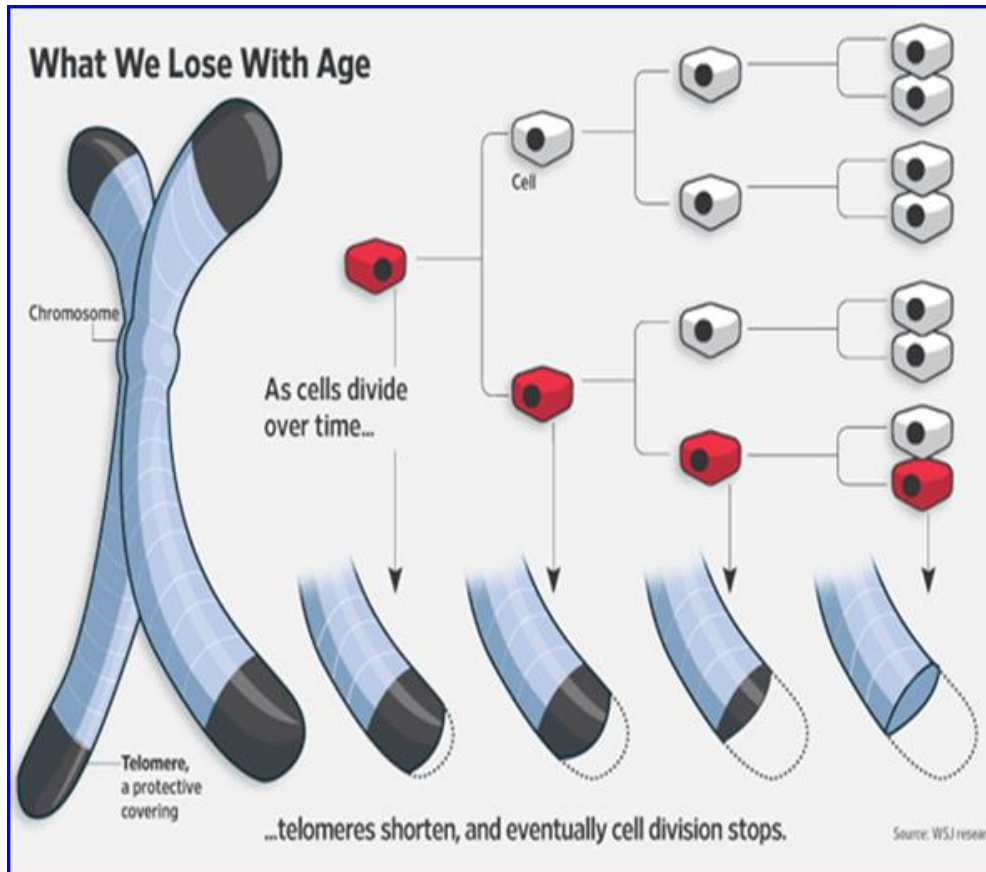 What We Lose With Age
Cell
Chromosome
As cells divide
over time...
Telomere,
a protective
covering
...telomeres shorten, and eventually cell division stops.
Source: WSJ resear